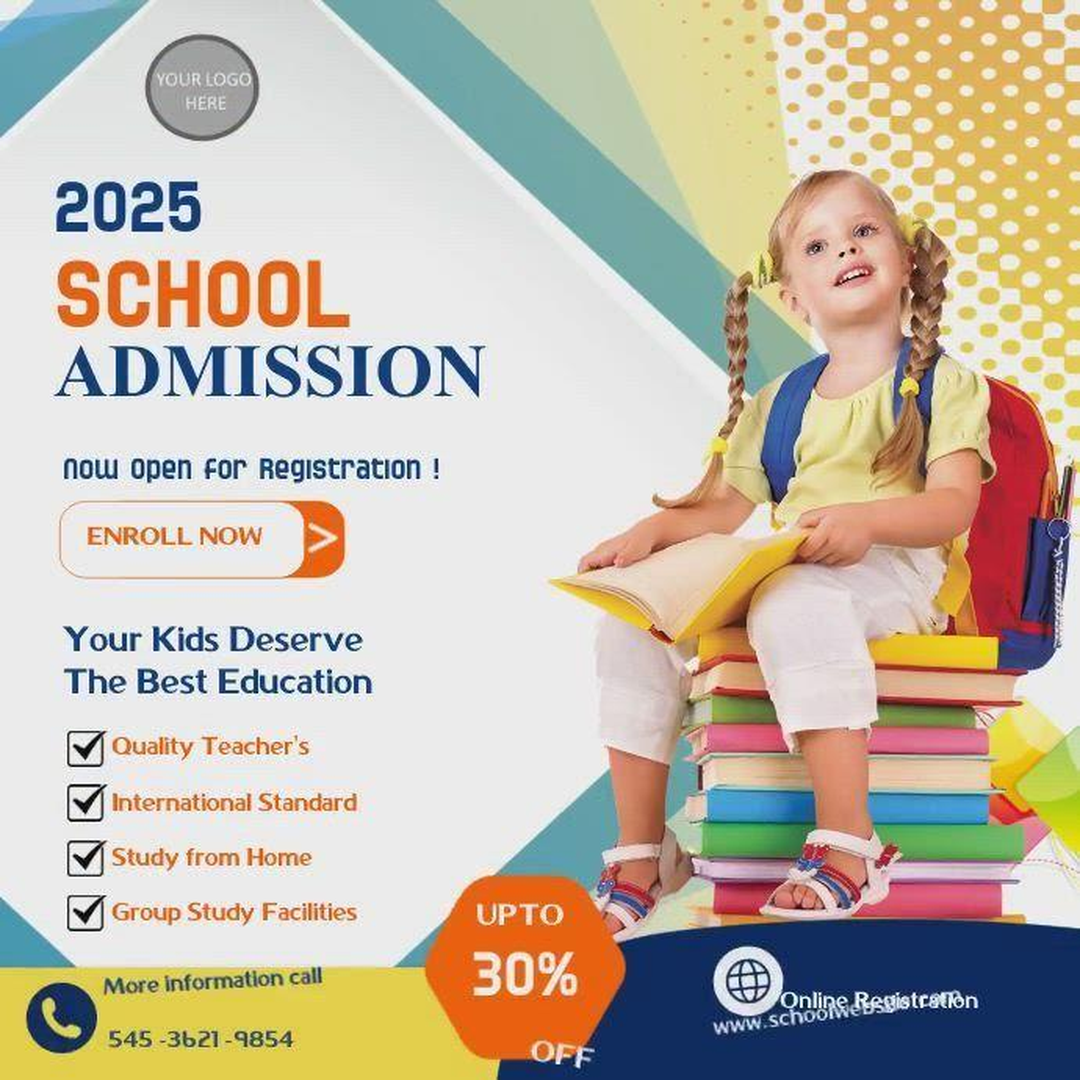 YOUR LOGO
HERE
2025
SCHOOL
ADMISSION
Now Open for Registration !
ENROLL NOW
Your Kids Deserve
The Best Education
Quality Teacher's
International Standard
Study from Home
Group Study Facilities
More information call
545 -3621 -9854
UPTO
30%
OFF
Online Registration